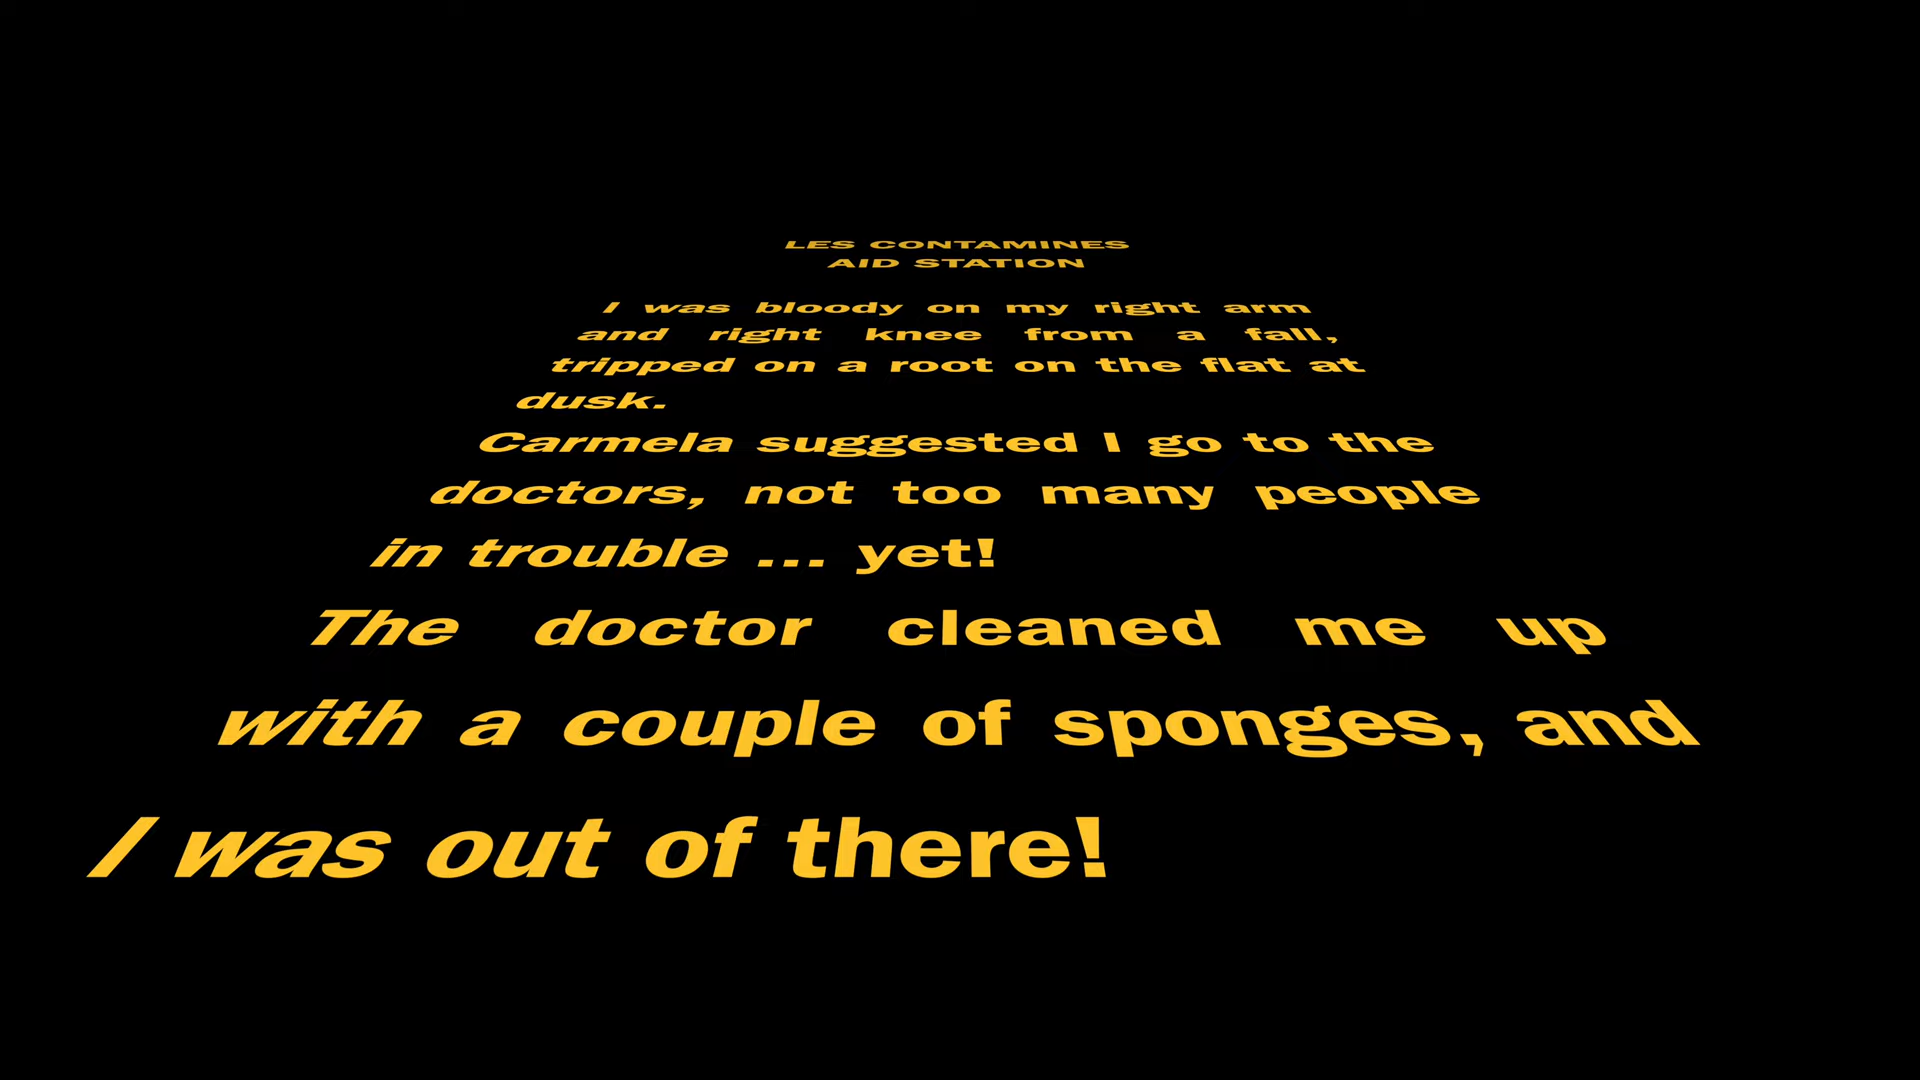 LES CONTAMINES
AID STATION
I was bloody on my right arm
and right knee from a fall,
tripped on a root on the flat at
dusk.
Carmela suggested I go to the
doctors, not too many people
in trouble ... yet!
The doctor cleaned me up
with a couple of sponges, and
I was out of there!